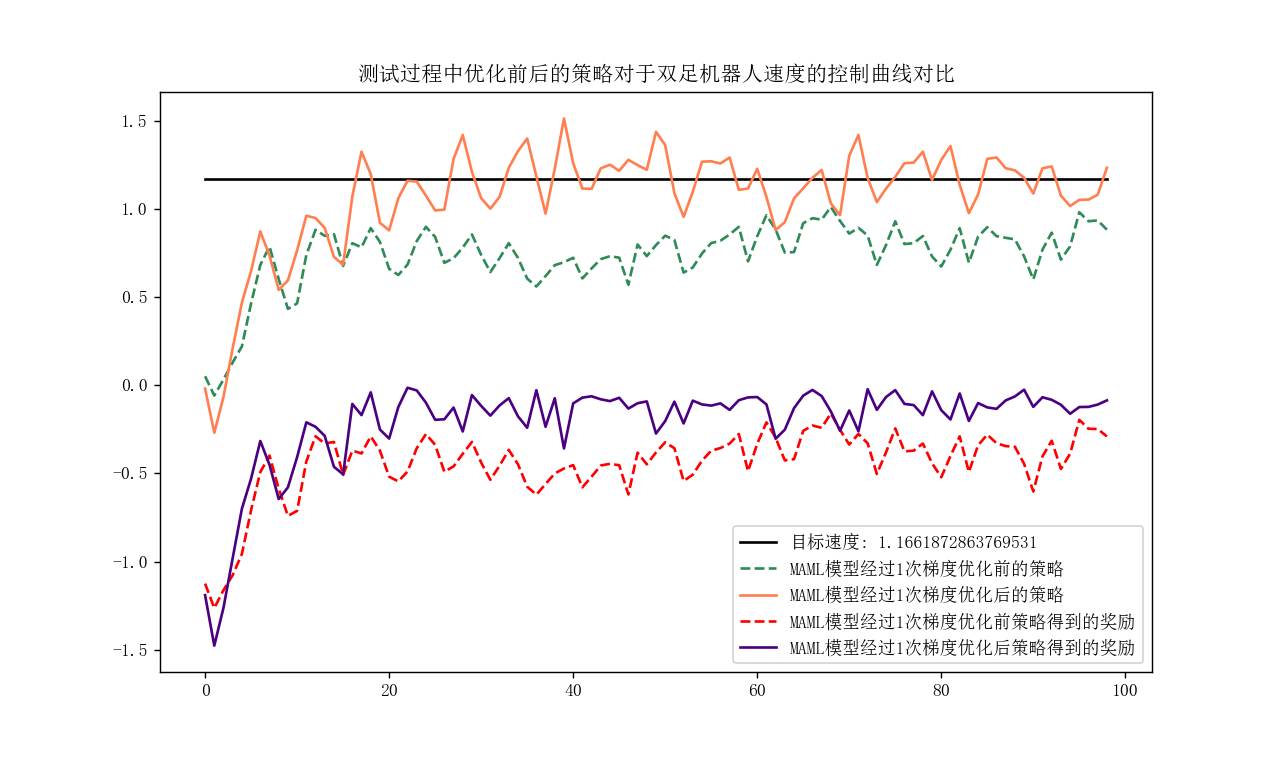 测试过程中优化前后的策略对于双足机器人速度的控制曲线对比
1.5
1.0
0.5
0.0
−0.5
−1.0
−1.5
目标速度: 1.1661872863769531
MAML模型经过1次梯度优化前的策略
MAML模型经过1次梯度优化后的策略
MAML模型经过1次梯度优化前策略得到的奖励
MAML模型经过1次梯度优化后策略得到的奖励
0 20 40 60 80 100